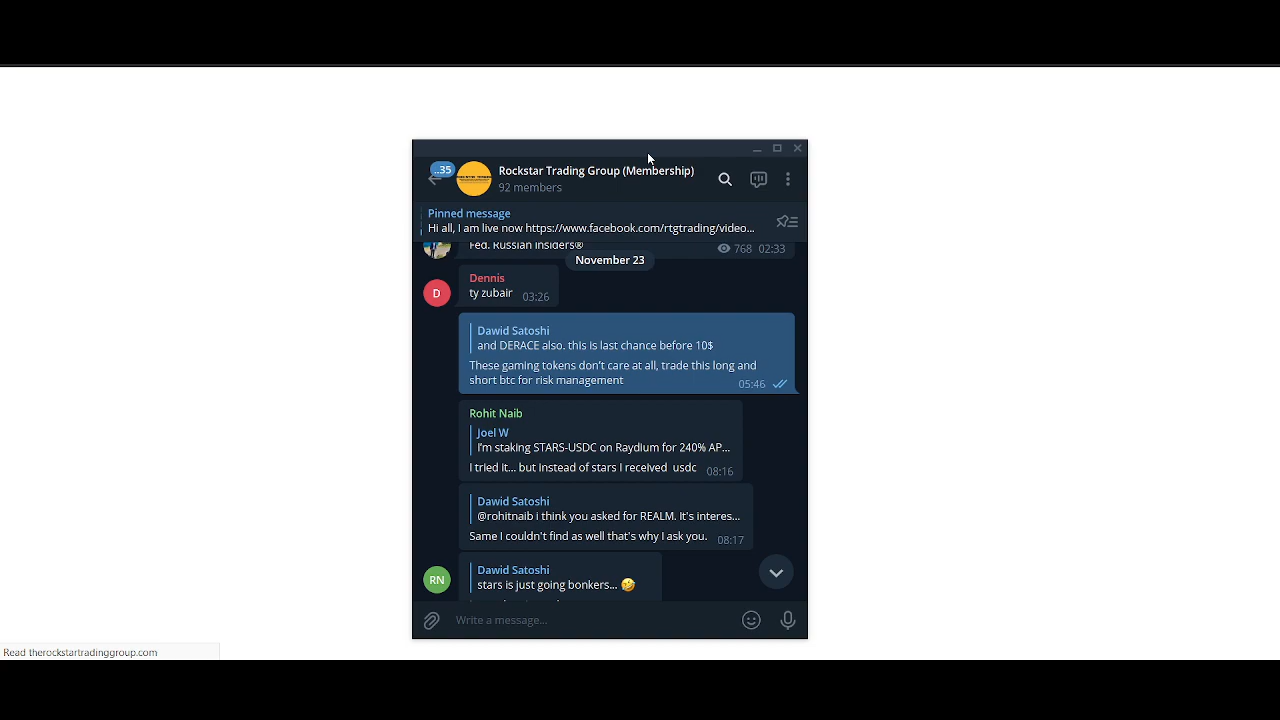 ..35
Rockstar Trading Group (Membership)
92 members
Pinned message
Hi all, I am live now https://www.facebook.com/rtgtrading/video...
Fed. Russian Insiders®
768 02:33
November 23
D
Dennis
ty zubair 03:26
Dawid Satoshi
and DERACE also. this is last chance before 10$
These gaming tokens don't care at all, trade this long and
short btc for risk management
05:46
Rohit Naib
Joel W
I'm staking STARS-USDC on Raydium for 240% AP...
I tried it... but instead of stars I received usdc 08:16
Dawid Satoshi
@rohitnaib i think you asked for REALM. It's interes...
Same I couldn't find as well that's why I ask you. 08:17
RN
Dawid Satoshi
stars is just going bonkers... 🤣
Write a message...
Read therockstartradinggroup.com